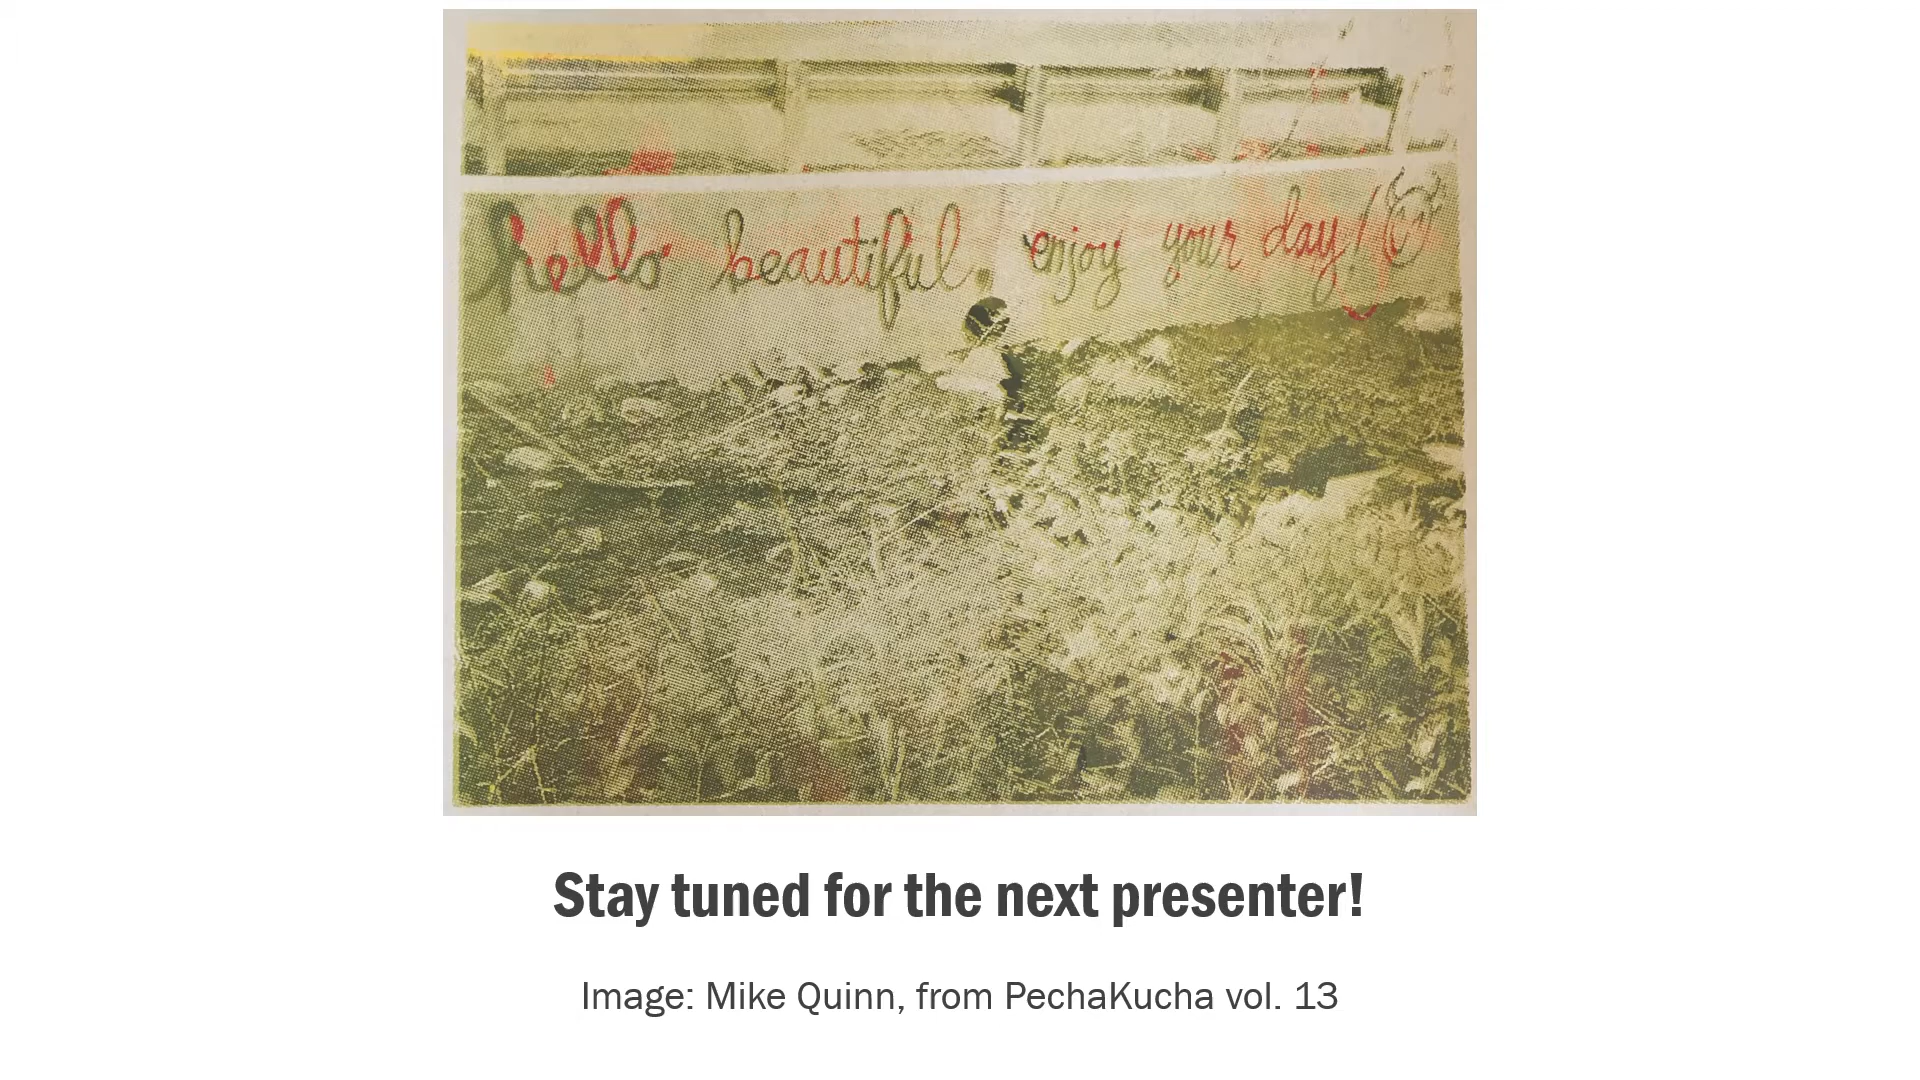 hello beautiful. enjoy your day!
Stay tuned for the next presenter!
Image: Mike Quinn, from PechaKucha vol. 13